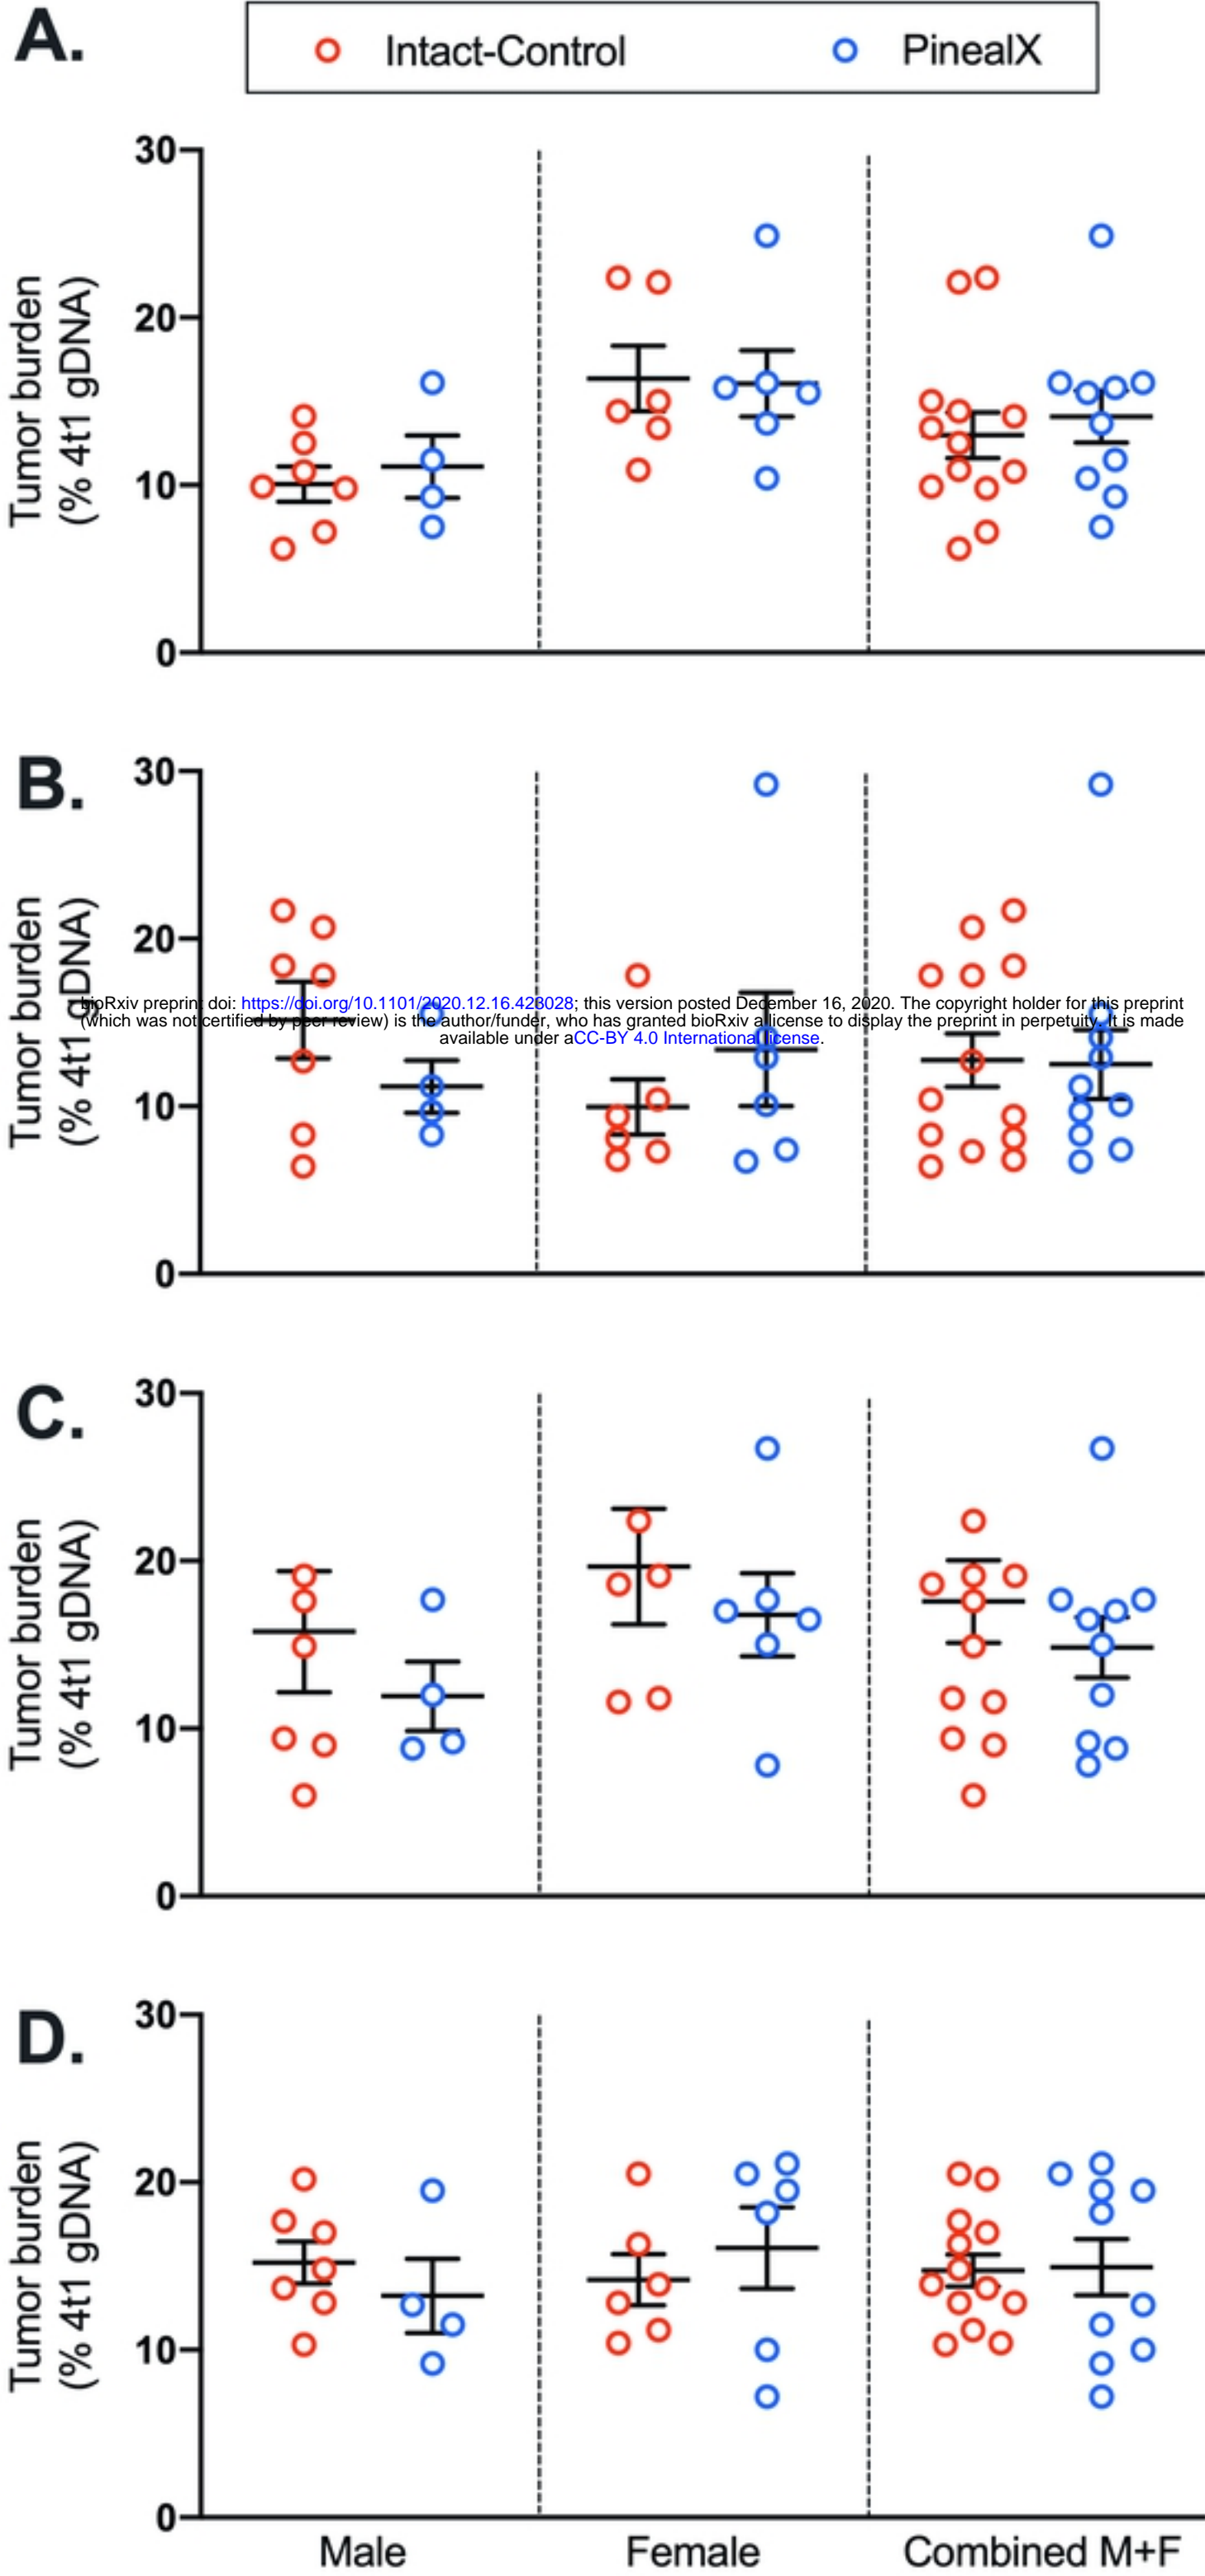 A.
Intact-Control PinealX
Tumor burden
(% 4t1 gDNA)
30
20
10
0
B.
Tumor burden
(% 4t1 gDNA)
30
20
10
0
bioRxiv preprint doi: https://doi.org/10.1101/2020.12.16.423028; this version posted December 16, 2020. The copyright holder for this preprint
(which was not certified by peer review) is the author/funder, who has granted bioRxiv a license to display the preprint in perpetuity. It is made
available under aCC-BY 4.0 International license.
C.
Tumor burden
(% 4t1 gDNA)
30
20
10
0
D.
Tumor burden
(% 4t1 gDNA)
30
20
10
0
Male Female Combined M+F